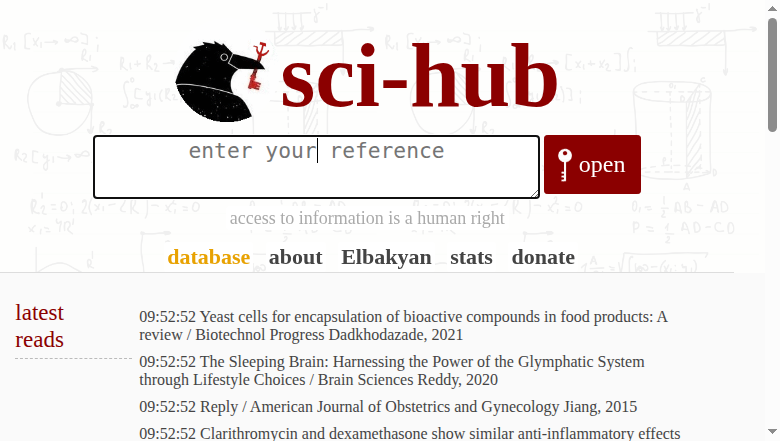 sci-hub
enter your reference
open
access to information is a human right
database about Elbakyan stats donate
latest
reads
09:52:52 Yeast cells for encapsulation of bioactive compounds in food products: A
review / Biotechnol Progress Dadkhodazade, 2021
09:52:52 The Sleeping Brain: Harnessing the Power of the Glymphatic System
through Lifestyle Choices / Brain Sciences Reddy, 2020
09:52:52 Reply / American Journal of Obstetrics and Gynecology Jiang, 2015
09:52:52 Clarithromycin and dexamethasone show similar anti-inflammatory effects